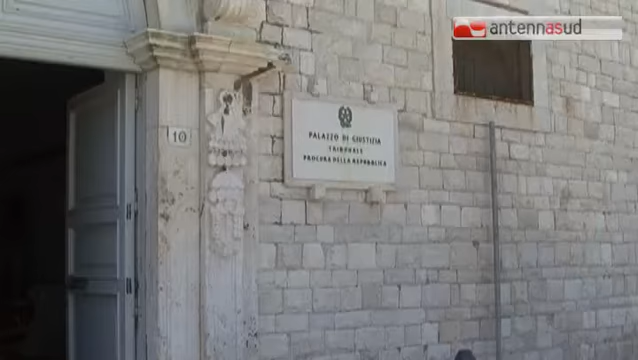 antennasud
PALAZZO DI GIUSTIZIA
TRIBUNALE
PROCURA DELLA REPUBBLICA
10